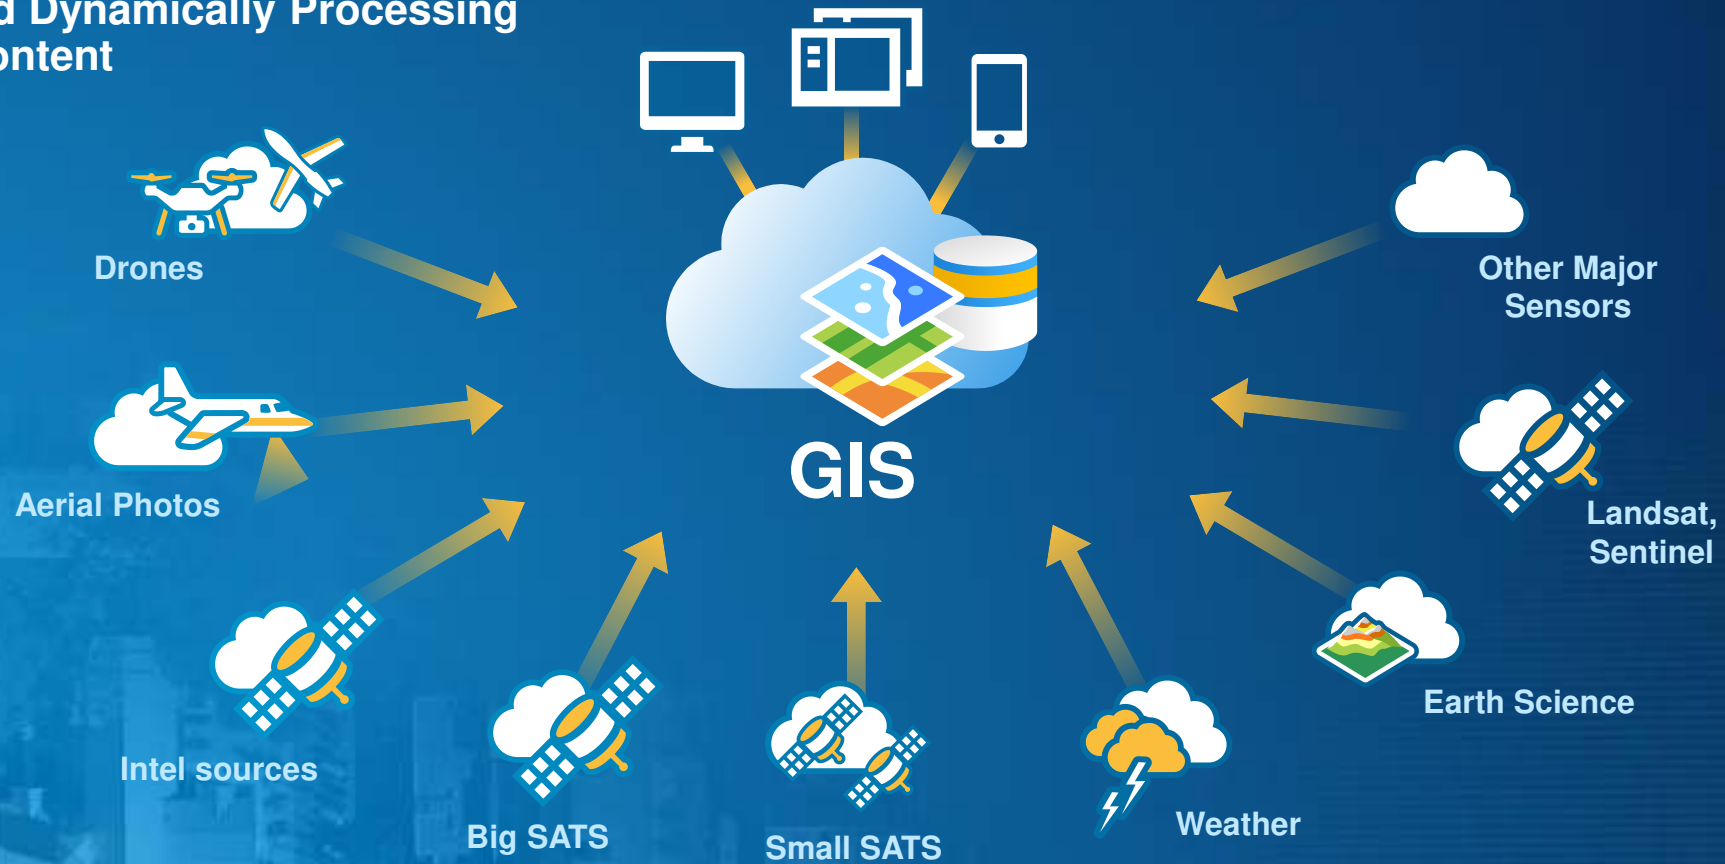 Dynamically Processing
GIS
Drones
Other Major
Sensors
Aerial Photos
Landsat,
Sentinel
Intel sources
Earth Science
Big SATS
Small SATS
Weather